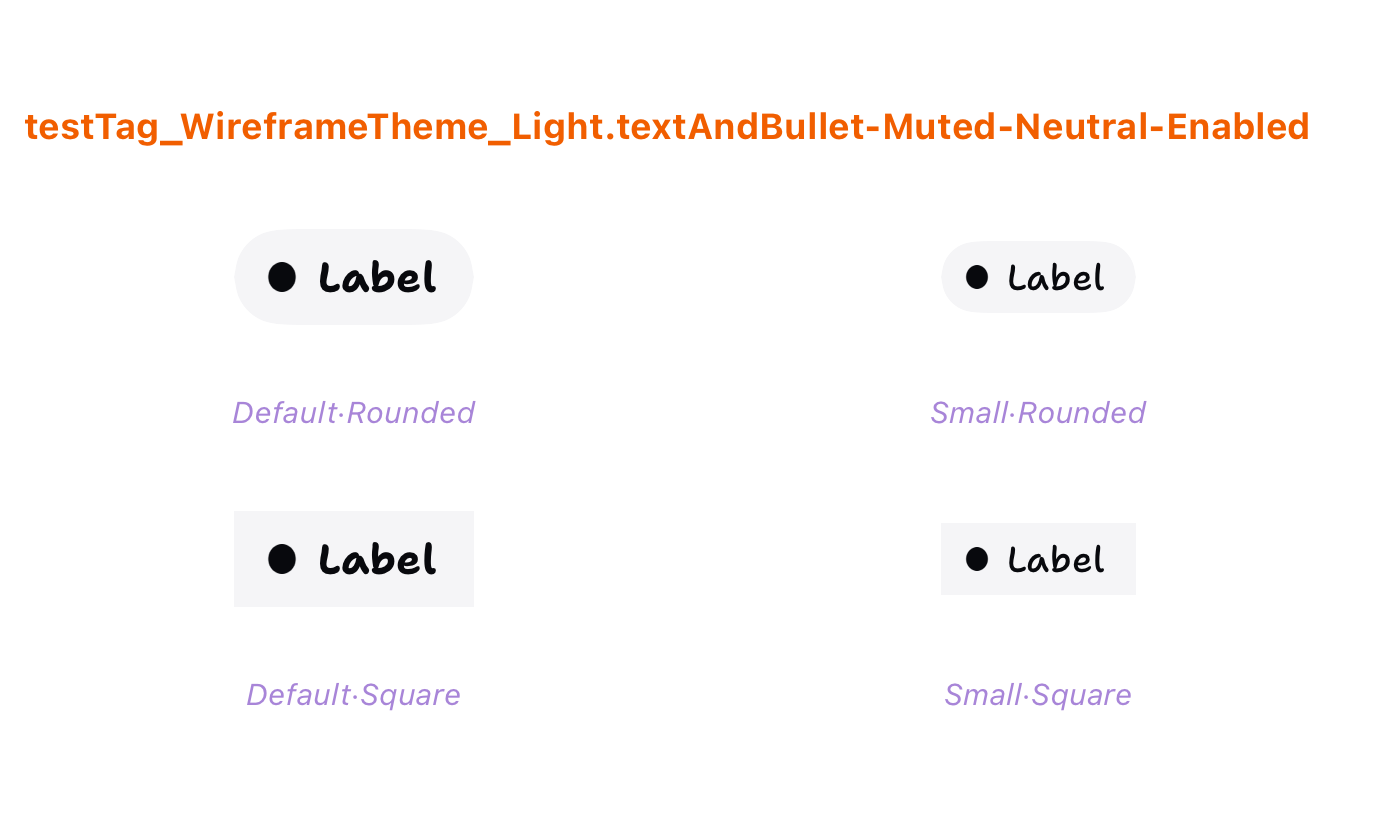 testTag_WireframeTheme_Light.textAndBullet-Muted-Neutral-Enabled
Label
Label
Default·Rounded
Small·Rounded
Label
Label
Default·Square
Small·Square